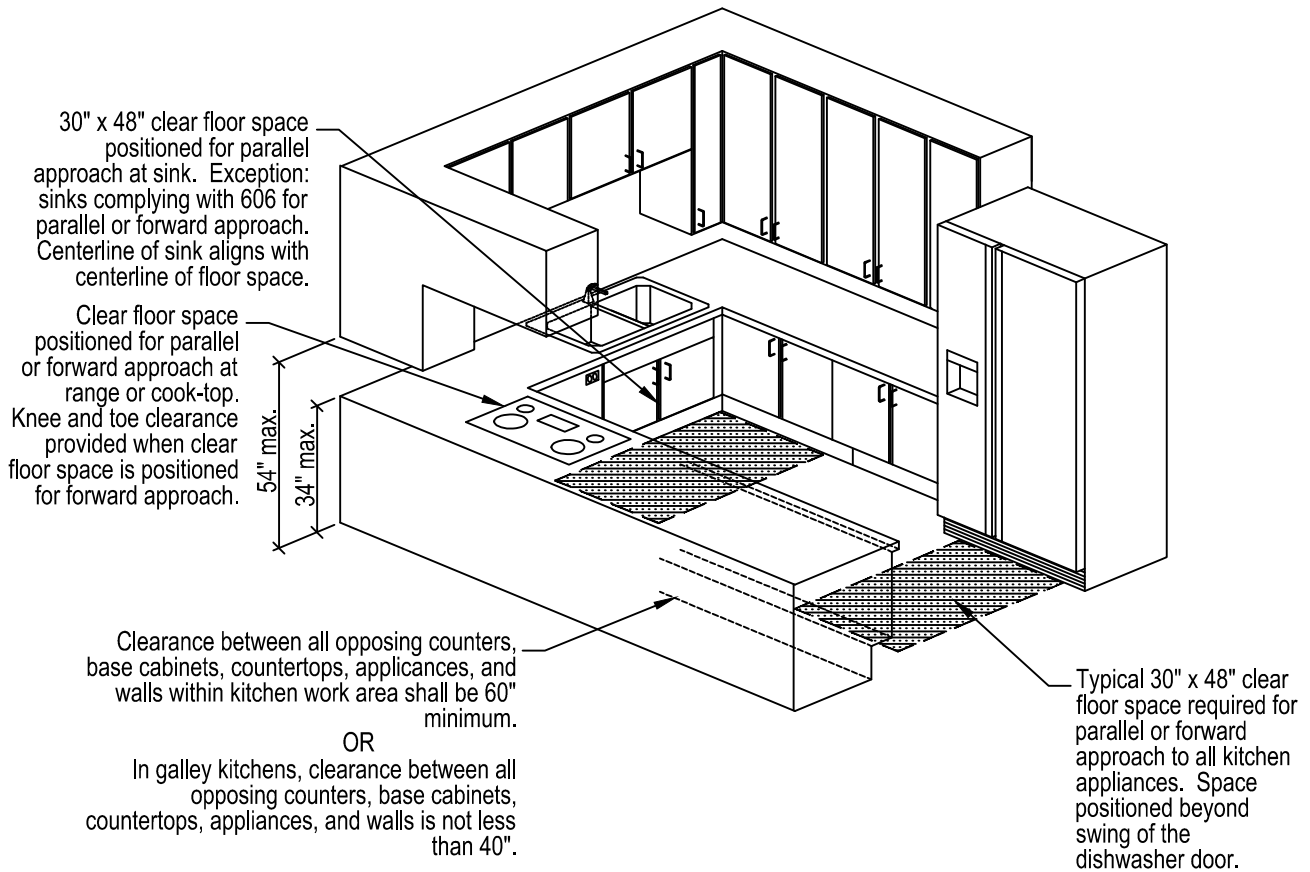 30" x 48" clear floor space
positioned for parallel
approach at sink.  Exception:
sinks complying with 606 for
parallel or forward approach.
Centerline of sink aligns with
centerline of floor space.
Clear floor space
positioned for parallel
or forward approach at
range or cook-top.
Knee and toe clearance
provided when clear
floor space is positioned
for forward approach.
54" max.
34" max.
Clearance between all opposing counters,
base cabinets, countertops, applicances, and
walls within kitchen work area shall be 60"
minimum.
OR
In galley kitchens, clearance between all
opposing counters, base cabinets,
countertops, appliances, and walls is not less
than 40".
Typical 30" x 48" clear
floor space required for
parallel or forward
approach to all kitchen
appliances.  Space
positioned beyond
swing of the
dishwasher door.